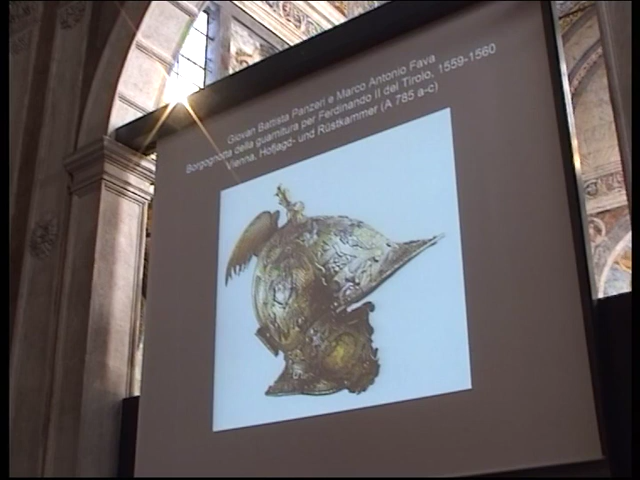 Giovan Battista Panzeri e Marco Antonio Fava
Borgognotta della guarnitura per Ferdinando II del Tirolo, 1559-1560
Vienna, Hofjagd- und Rüstkammer (A 785 a-c)